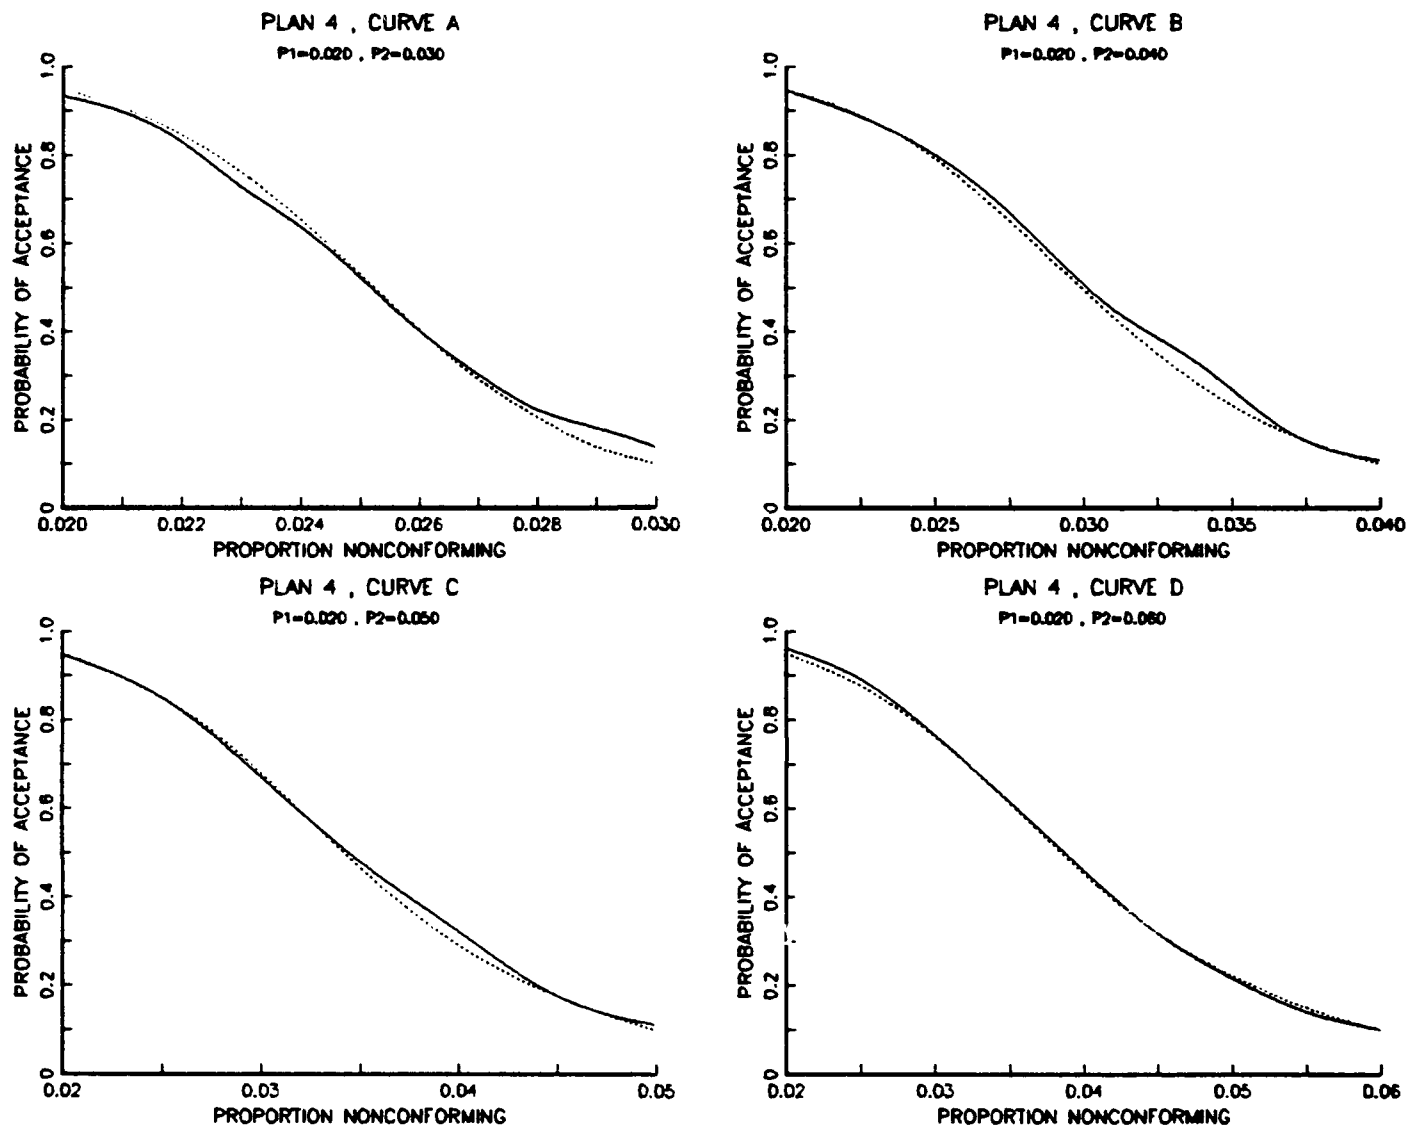 PLAN 4 , CURVE A
P1=0.020 , P2=0.030
PROBABILITY OF ACCEPTANCE
1.0
0.8
0.6
0.4
0.2
0
0.020 0.022 0.024 0.026 0.028 0.030
PROPORTION NONCONFORMING
PLAN 4 , CURVE B
P1=0.020 , P2=0.040
PROBABILITY OF ACCEPTANCE
1.0
0.8
0.6
0.4
0.2
0
0.020 0.025 0.030 0.035 0.040
PROPORTION NONCONFORMING
PLAN 4 , CURVE C
P1=0.020 , P2=0.050
PROBABILITY OF ACCEPTANCE
1.0
0.8
0.6
0.4
0.2
0
0.02 0.03 0.04 0.05
PROPORTION NONCONFORMING
PLAN 4 , CURVE D
P1=0.020 , P2=0.060
PROBABILITY OF ACCEPTANCE
1.0
0.8
0.6
0.4
0.2
0
0.02 0.03 0.04 0.05 0.06
PROPORTION NONCONFORMING